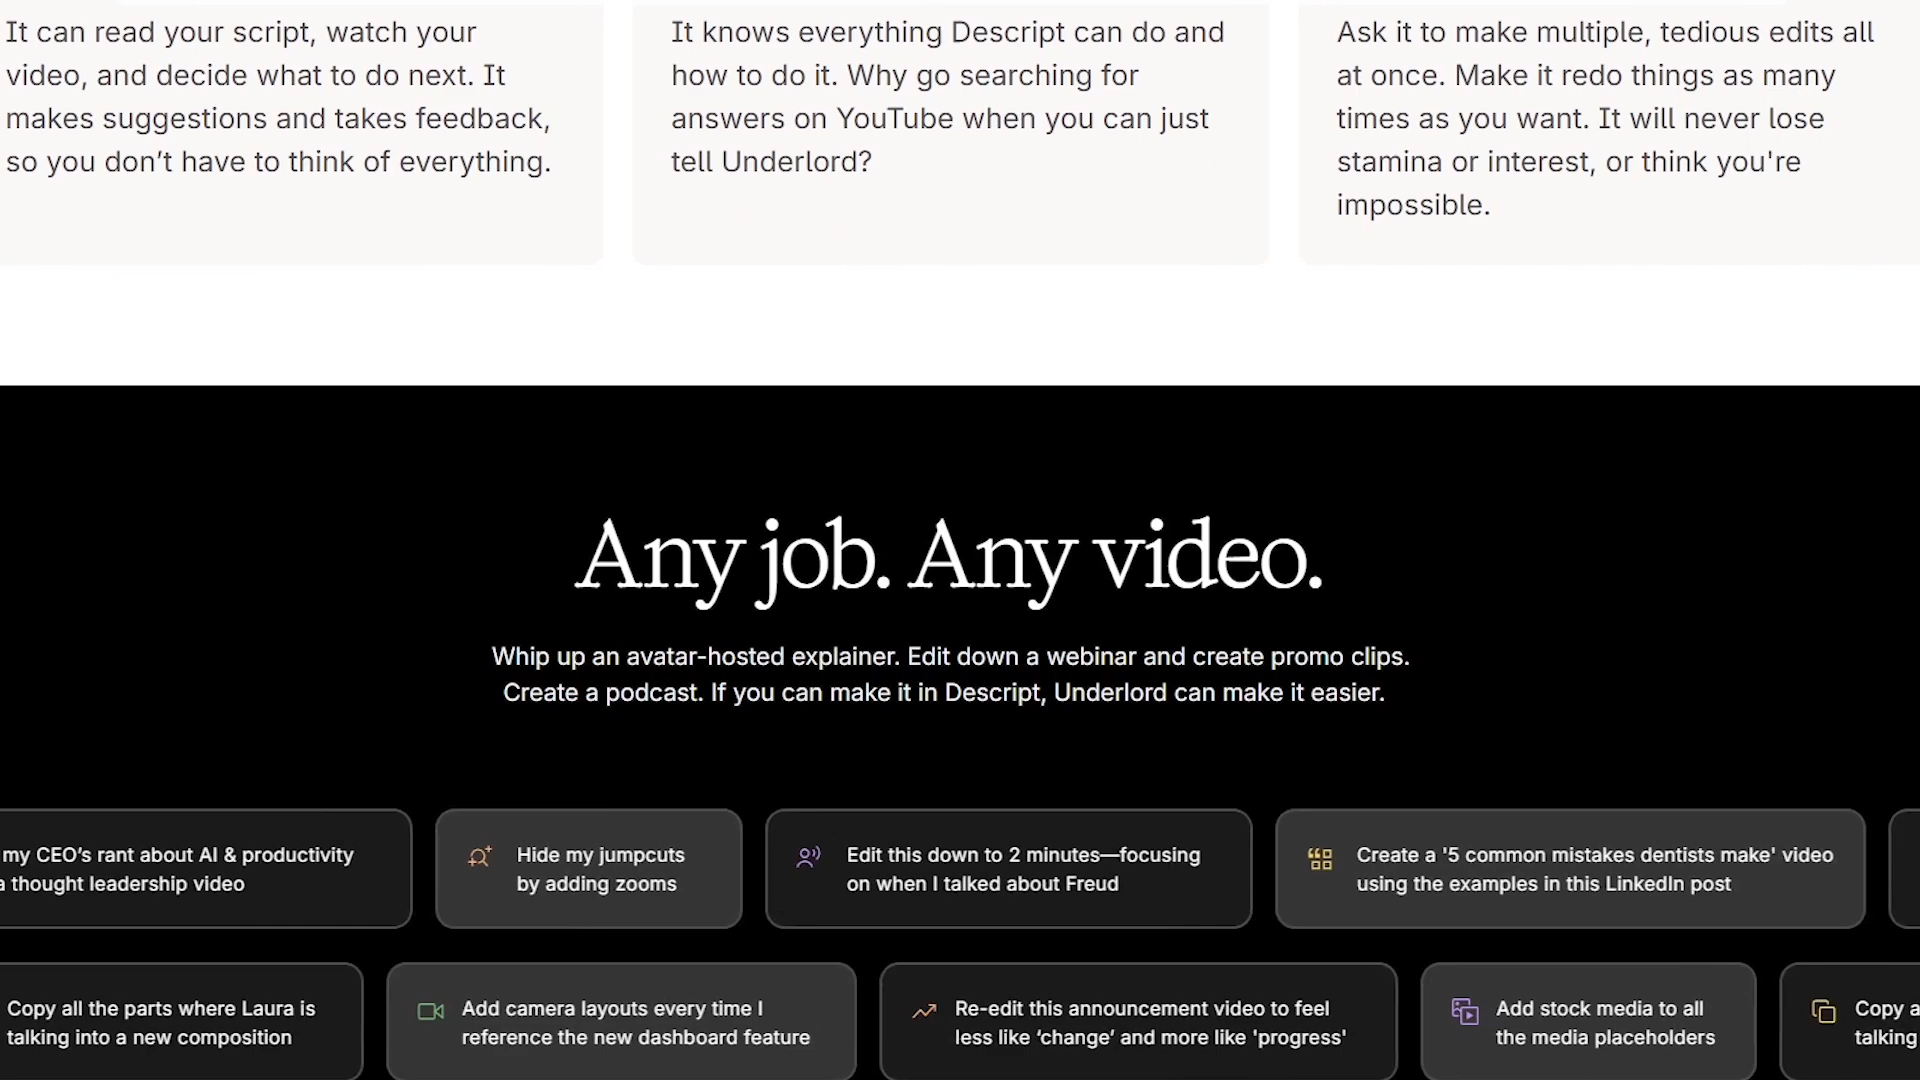 It can read your script, watch your
video, and decide what to do next. It
makes suggestions and takes feedback,
so you don’t have to think of everything.
It knows everything Descript can do and
how to do it. Why go searching for
answers on YouTube when you can just
tell Underlord?
Ask it to make multiple, tedious edits all
at once. Make it redo things as many
times as you want. It will never lose
stamina or interest, or think you're
impossible.
Any job. Any video.
Whip up an avatar-hosted explainer. Edit down a webinar and create promo clips.
Create a podcast. If you can make it in Descript, Underlord can make it easier.
my CEO’s rant about AI & productivity
a thought leadership video
Hide my jumpcuts
by adding zooms
Edit this down to 2 minutes—focusing
on when I talked about Freud
Create a '5 common mistakes dentists make' video
using the examples in this LinkedIn post
Copy all the parts where Laura is
talking into a new composition
Add camera layouts every time I
reference the new dashboard feature
Re-edit this announcement video to feel
less like ‘change’ and more like 'progress'
Add stock media to all
the media placeholders
Copy a
talking